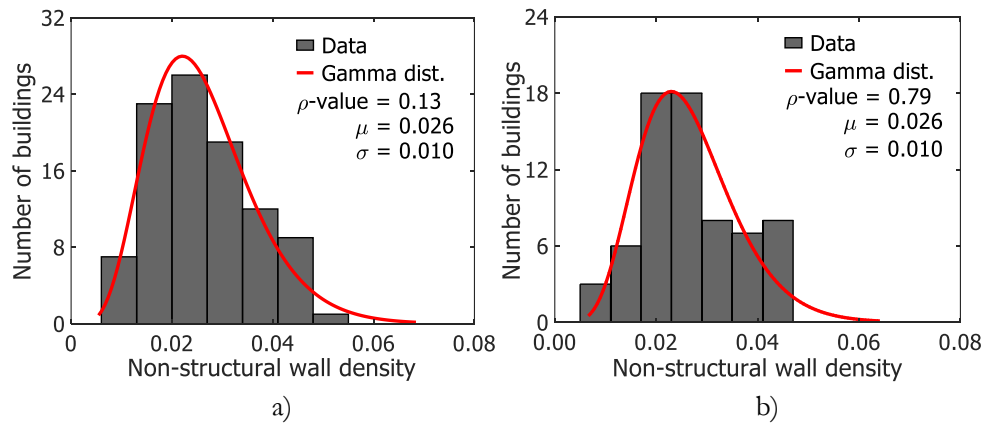 32
24
16
8
0
Number of buildings
Data
Gamma dist.
ρ-value = 0.13
μ = 0.026
σ = 0.010
0 0.02 0.04 0.06 0.08
Non-structural wall density
a)
24
18
12
6
0
Number of buildings
Data
Gamma dist.
ρ-value = 0.79
μ = 0.026
σ = 0.010
0.00 0.02 0.04 0.06 0.08
Non-structural wall density
b)